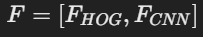 F = [F_{HOG}, F_{CNN}]